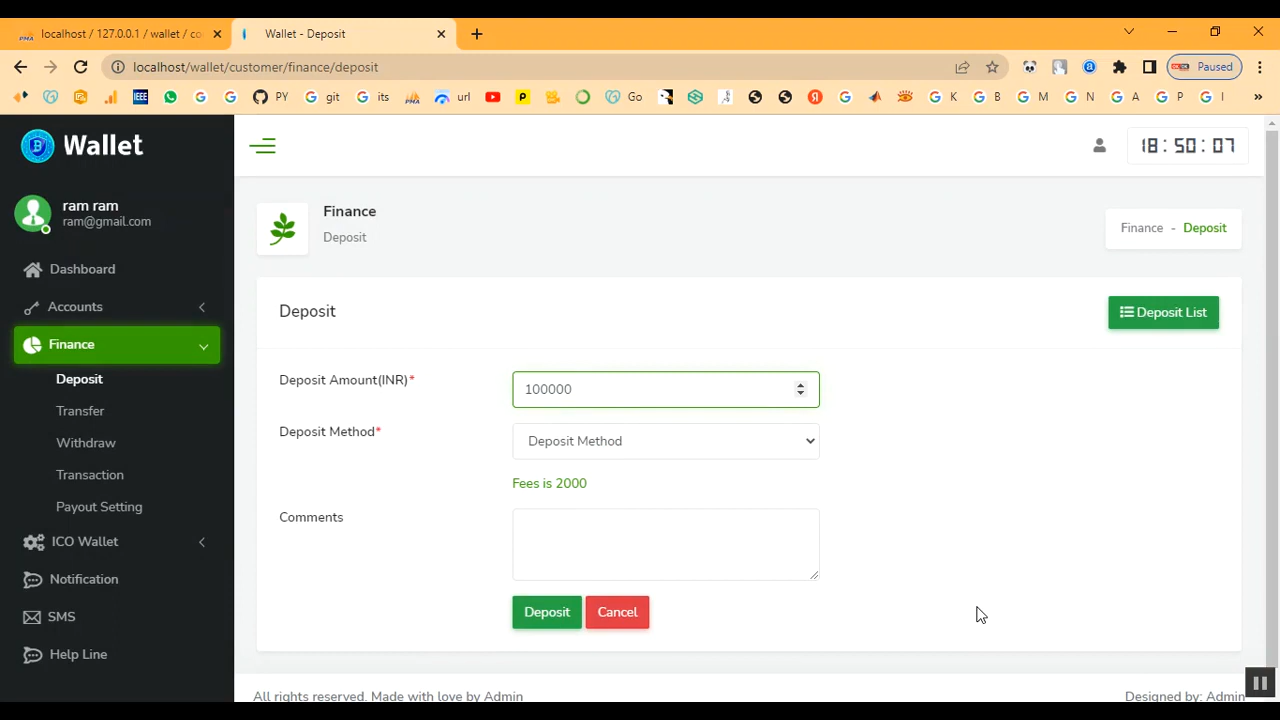 localhost / 127.0.0.1 / wallet / co
Wallet - Deposit
localhost/wallet/customer/finance/deposit
Paused
IEEE
PY
git
its
url
Go
K
B
M
N
A
P
I
Wallet
18:50:07
ram ram
ram@gmail.com
Finance
Deposit
Finance - Deposit
Dashboard
Accounts
Finance
Deposit
Transfer
Withdraw
Transaction
Payout Setting
ICO Wallet
Notification
SMS
Help Line
Deposit
Deposit List
Deposit Amount(INR)*
100000
Deposit Method*
Deposit Method
Fees is 2000
Comments
Deposit
Cancel
All rights reserved. Made with love by Admin
Designed by: Admin